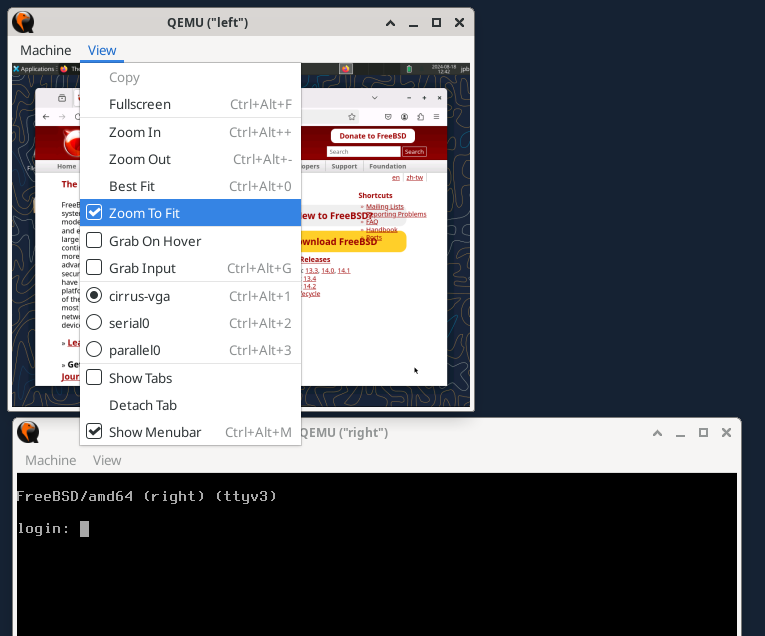 QEMU ("left")
Machine View
Applications
2024-08-18
12:42
Copy
Fullscreen Ctrl+Alt+F
Zoom In Ctrl+Alt++
Zoom Out Ctrl+Alt+-
Best Fit Ctrl+Alt+0
Zoom To Fit
Grab On Hover
Grab Input Ctrl+Alt+G
cirrus-vga Ctrl+Alt+1
serial0 Ctrl+Alt+2
parallel0 Ctrl+Alt+3
Show Tabs
Detach Tab
Show Menubar Ctrl+Alt+M
Donate to FreeBSD
Search Search
Home
Support Foundation
en zh-tw
The
Shortcuts
Mailing Lists
Reporting Problems
FAQ
Handbook
Ports
ew to FreeBSD?
ownload FreeBSD
Releases
13.3, 14.0, 14.1
13.4
14.2
FreeB
syste
mode
and e
large
conti
more
advan
secur
have
platfo
of the
most
netw
devic
» Lea
» Get
Jour
QEMU ("right")
Machine View
FreeBSD/amd64 (right) (ttyv3)
login: